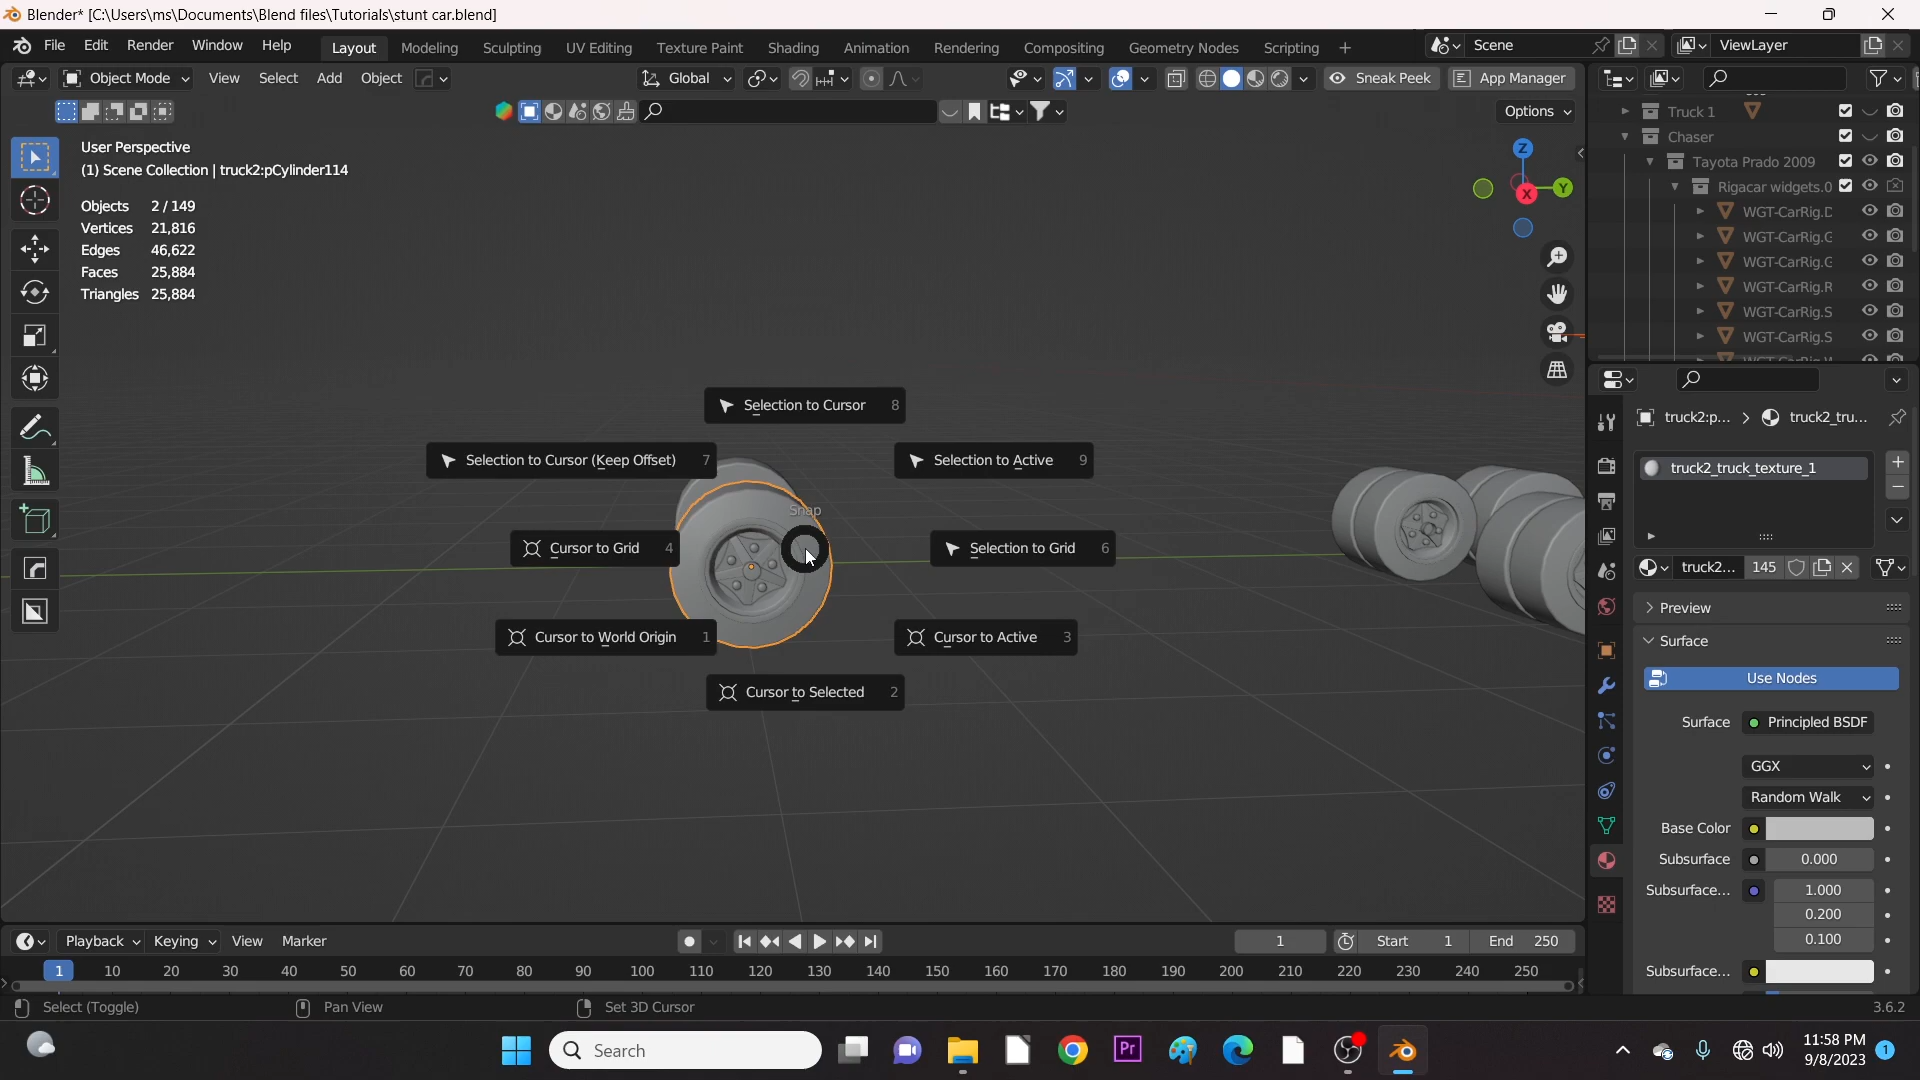 Blender* [C:\Users\ms\Documents\Blend files\Tutorials\stunt car.blend]
File Edit Render Window Help Layout Modeling Sculpting UV Editing Texture Paint Shading Animation Rendering Compositing Geometry Nodes Scripting + Scene ViewLayer
Object Mode View Select Add Object Global Sneak Peek App Manager
Options
User Perspective
(1) Scene Collection | truck2:pCylinder114
Objects 2 / 149
Vertices 21,816
Edges 46,622
Faces 25,884
Triangles 25,884
Z
Y
X
Selection to Cursor 8
Selection to Cursor (Keep Offset) 7
Selection to Active 9
Snap
Cursor to Grid 4
Selection to Grid 6
Cursor to World Origin 1
Cursor to Active 3
Cursor to Selected 2
Truck 1
Chaser
Tayota Prado 2009
Rigacar widgets.0
WGT-CarRig.D
WGT-CarRig.G
WGT-CarRig.G
WGT-CarRig.R
WGT-CarRig.S
WGT-CarRig.S
truck2:p... truck2_tru...
truck2_truck_texture_1
truck2... 145
Preview
Surface
Use Nodes
Surface Principled BSDF
GGX
Random Walk
Base Color
Subsurface 0.000
Subsurface... 1.000
0.200
0.100
Subsurface...
Playback Keying View Marker 1 Start 1 End 250
1 10 20 30 40 50 60 70 80 90 100 110 120 130 140 150 160 170 180 190 200 210 220 230 240 250
Select (Toggle) Pan View Set 3D Cursor 3.6.2
Search
Pr
11:58 PM
9/8/2023
1